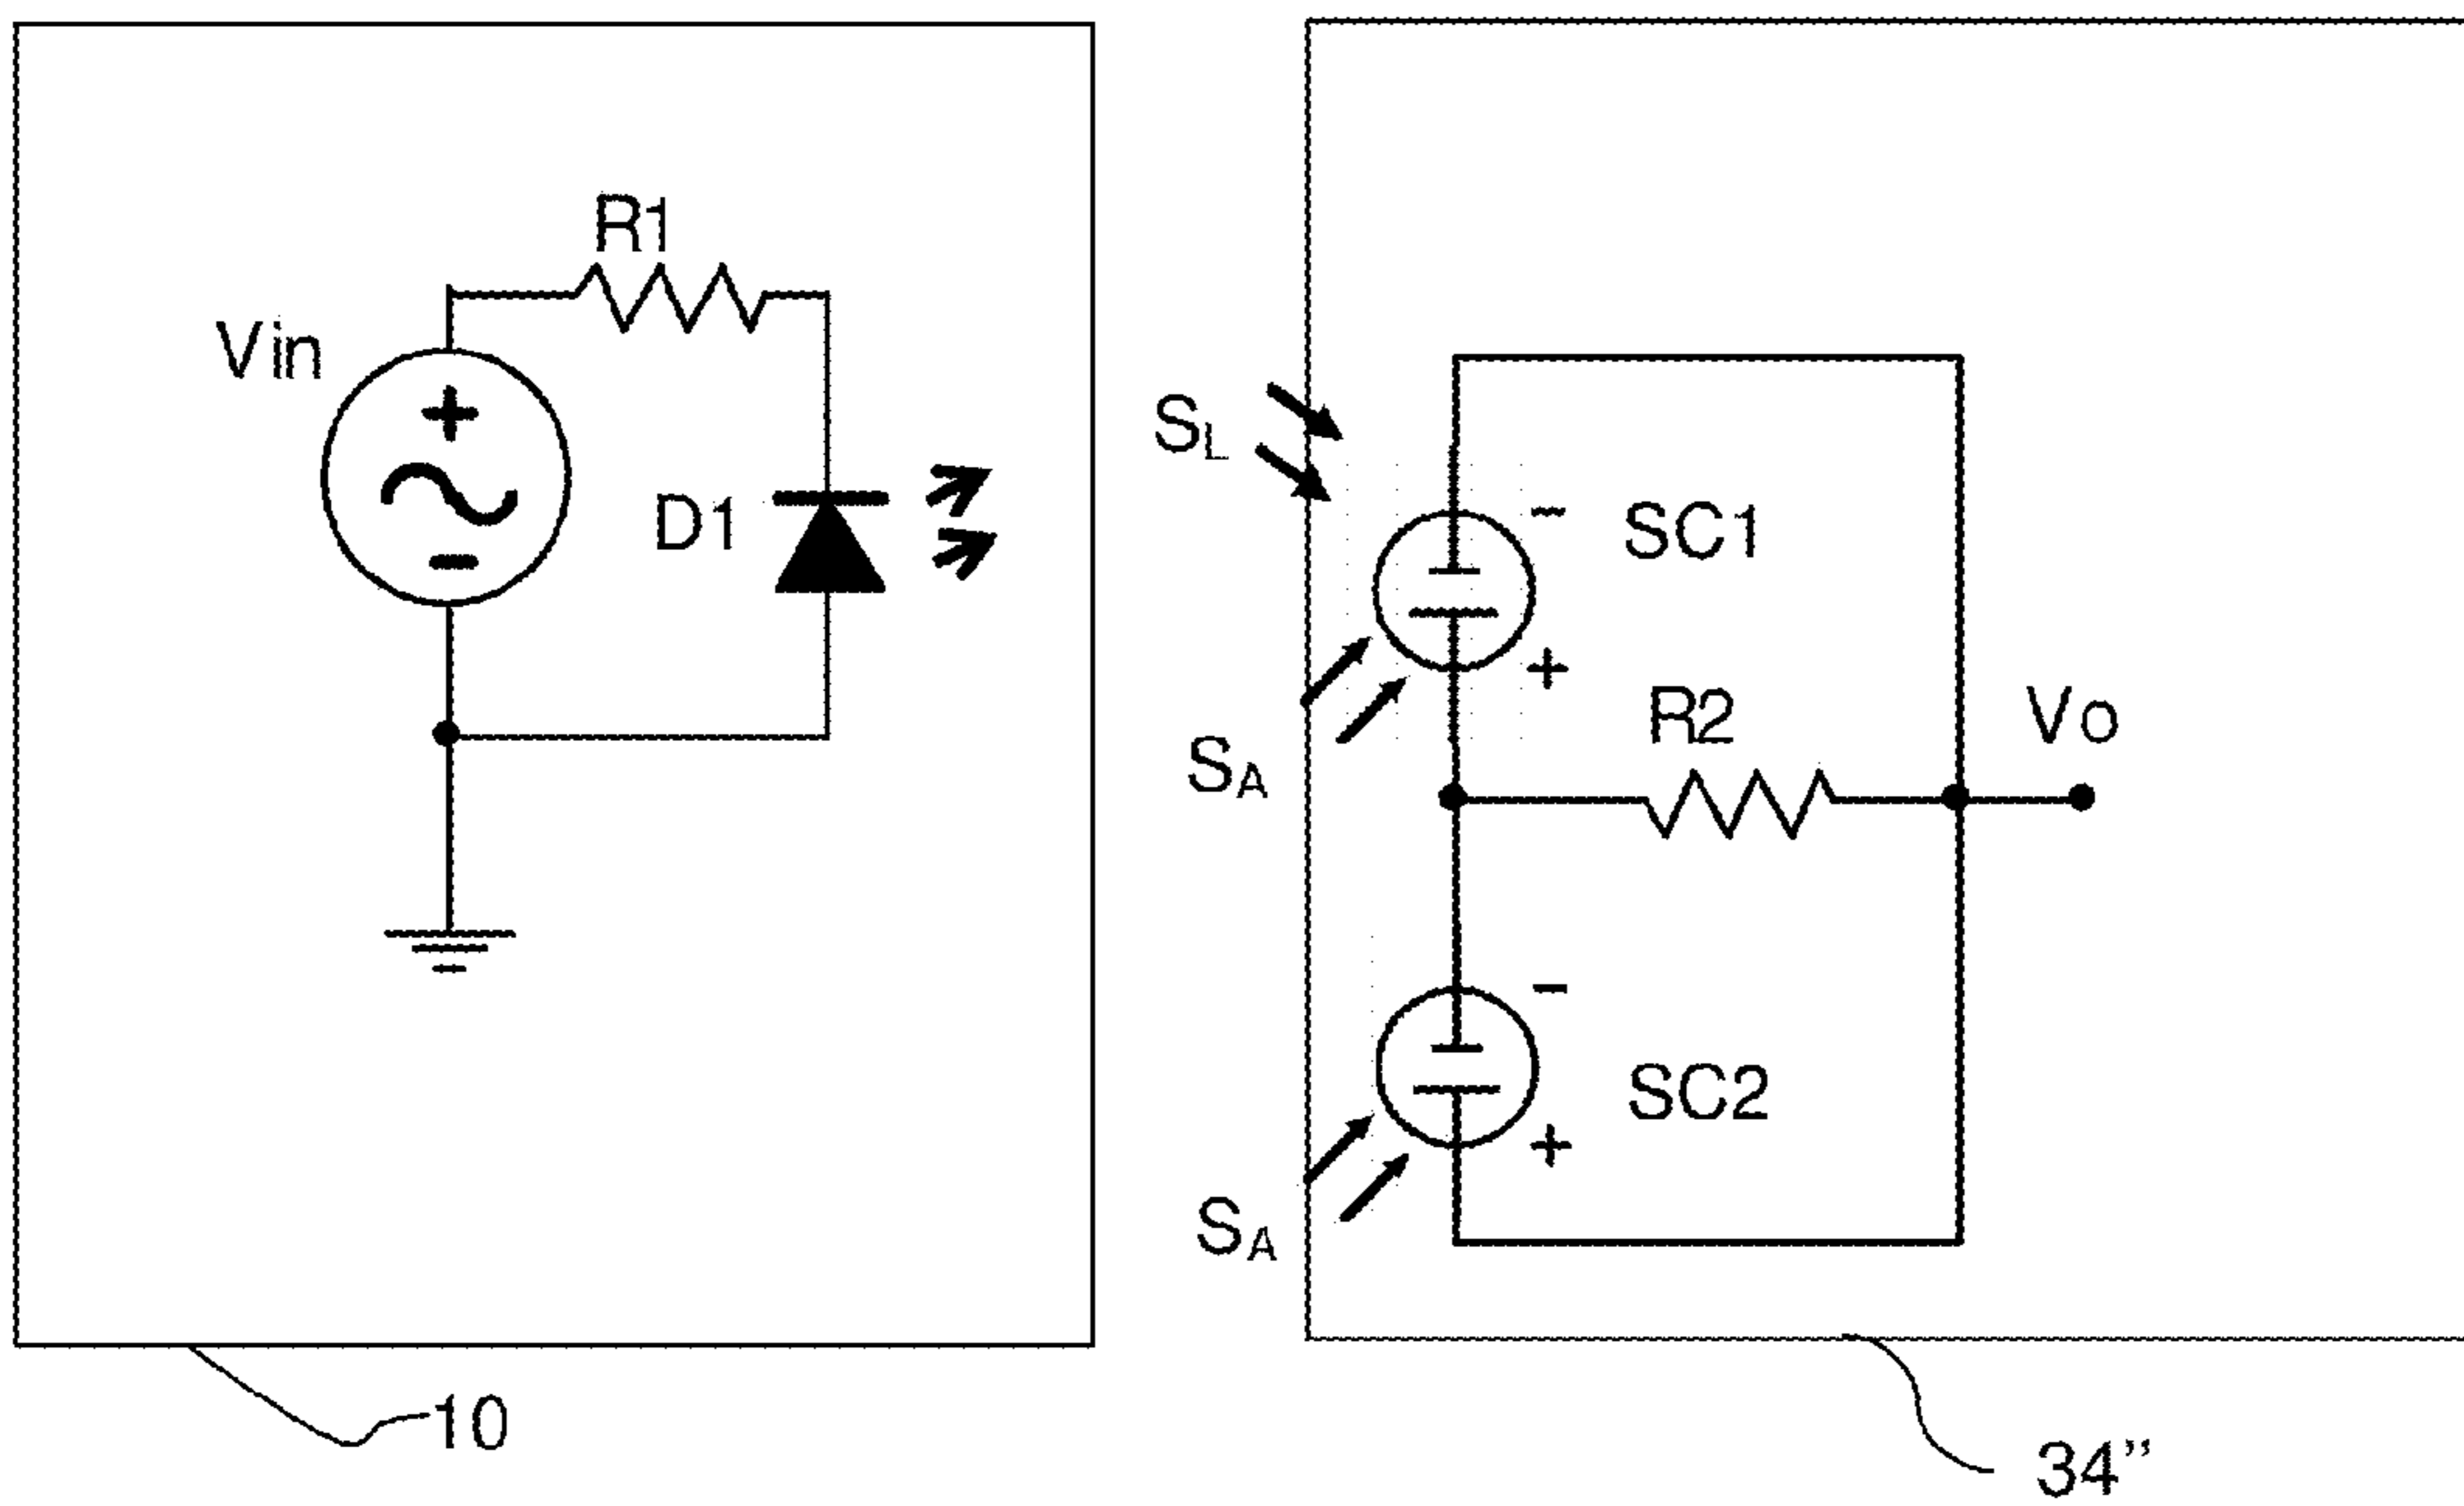 R1
Vin
+
-
D1
10
SL
SA
SC1
-
+
R2
Vo
SA
SC2
-
+
34”